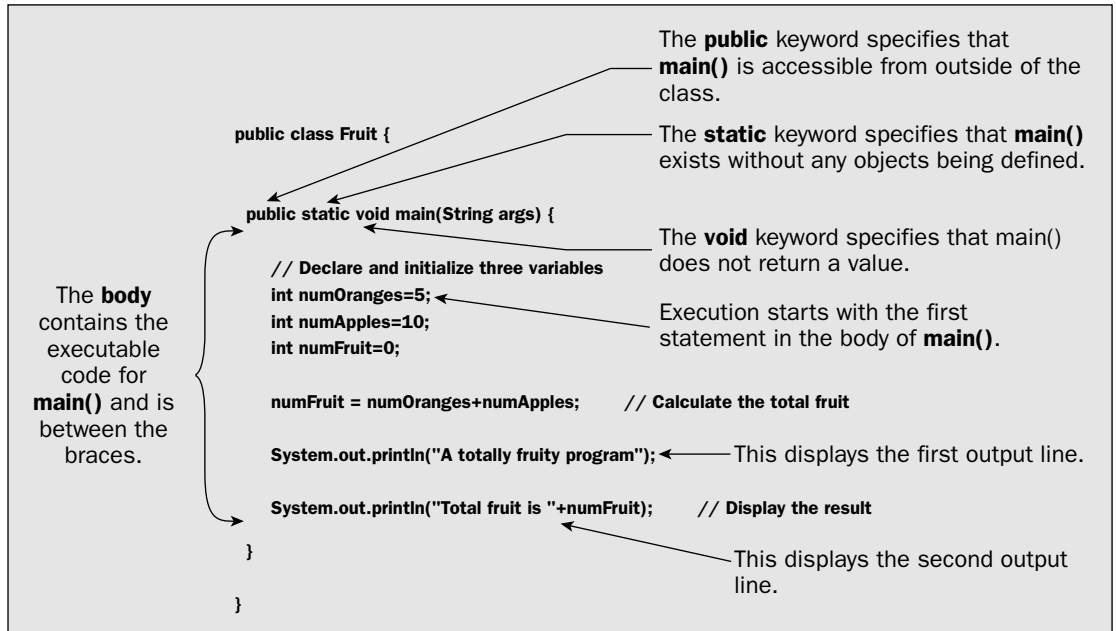 The public keyword specifies that
main() is accessible from outside of the
class.
public class Fruit {
The static keyword specifies that main()
exists without any objects being defined.
public static void main(String args) {
The void keyword specifies that main()
does not return a value.
// Declare and initialize three variables
int numOranges=5;
int numApples=10;
int numFruit=0;
Execution starts with the first
statement in the body of main().
The body
contains the
executable
code for
main() and is
between the
braces.
numFruit = numOranges+numApples; // Calculate the total fruit
System.out.println("A totally fruity program");
This displays the first output line.
System.out.println("Total fruit is "+numFruit); // Display the result
This displays the second output
line.
}
}